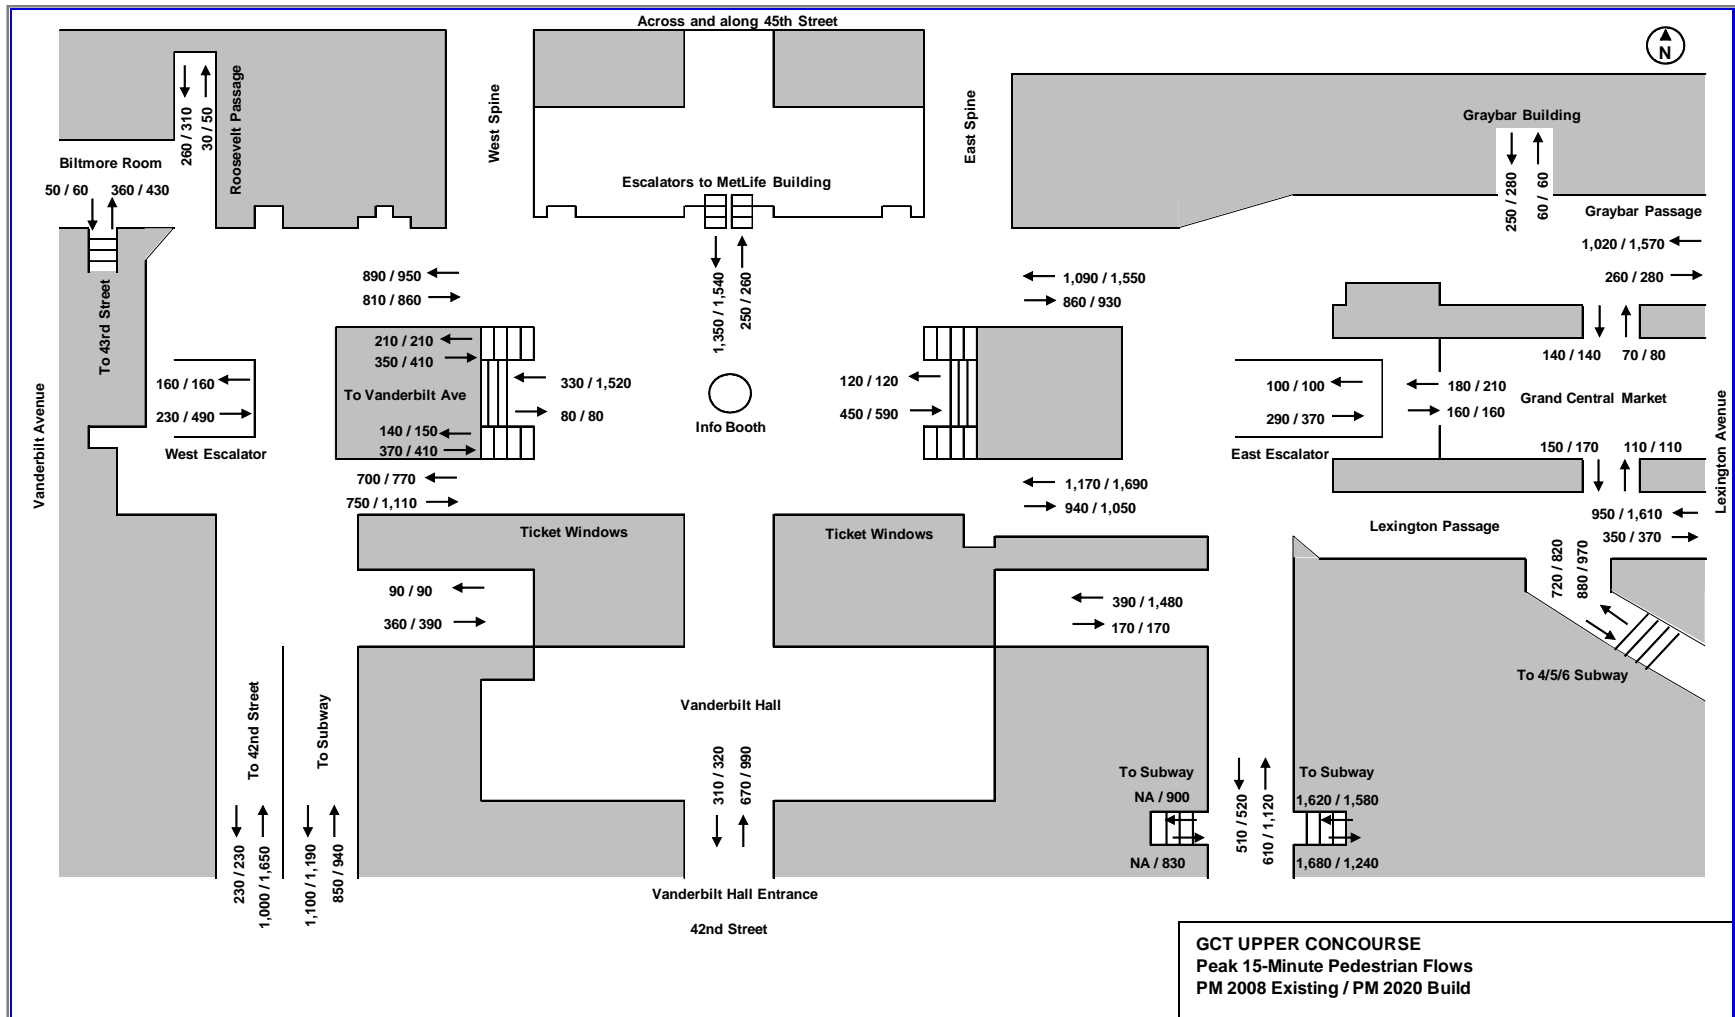 Across and along 45th Street
N
Roosevelt Passage
260 / 310
30 / 50
West Spine
East Spine
Graybar Building
250 / 280
60 / 60
Biltmore Room
50 / 60
360 / 430
Escalators to MetLife Building
Graybar Passage
1,020 / 1,570
260 / 280
890 / 950
810 / 860
1,350 / 1,540
250 / 260
1,090 / 1,550
860 / 930
To 43rd Street
210 / 210
350 / 410
140 / 140
70 / 80
160 / 160
230 / 490
To Vanderbilt Ave
330 / 1,520
80 / 80
120 / 120
450 / 590
100 / 100
290 / 370
180 / 210
160 / 160
Grand Central Market
Info Booth
140 / 150
370 / 410
West Escalator
East Escalator
150 / 170
110 / 110
Vanderbilt Avenue
Lexington Avenue
700 / 770
750 / 1,110
1,170 / 1,690
940 / 1,050
950 / 1,610
350 / 370
Ticket Windows
Ticket Windows
Lexington Passage
720 / 820
880 / 970
90 / 90
360 / 390
390 / 1,480
170 / 170
To 4/5/6 Subway
To 42nd Street
To Subway
Vanderbilt Hall
310 / 320
670 / 990
To Subway
NA / 900
NA / 830
510 / 520
610 / 1,120
To Subway
1,620 / 1,580
1,680 / 1,240
230 / 230
1,000 / 1,650
1,100 / 1,190
850 / 940
Vanderbilt Hall Entrance
42nd Street
GCT UPPER CONCOURSE
Peak 15-Minute Pedestrian Flows
PM 2008 Existing / PM 2020 Build